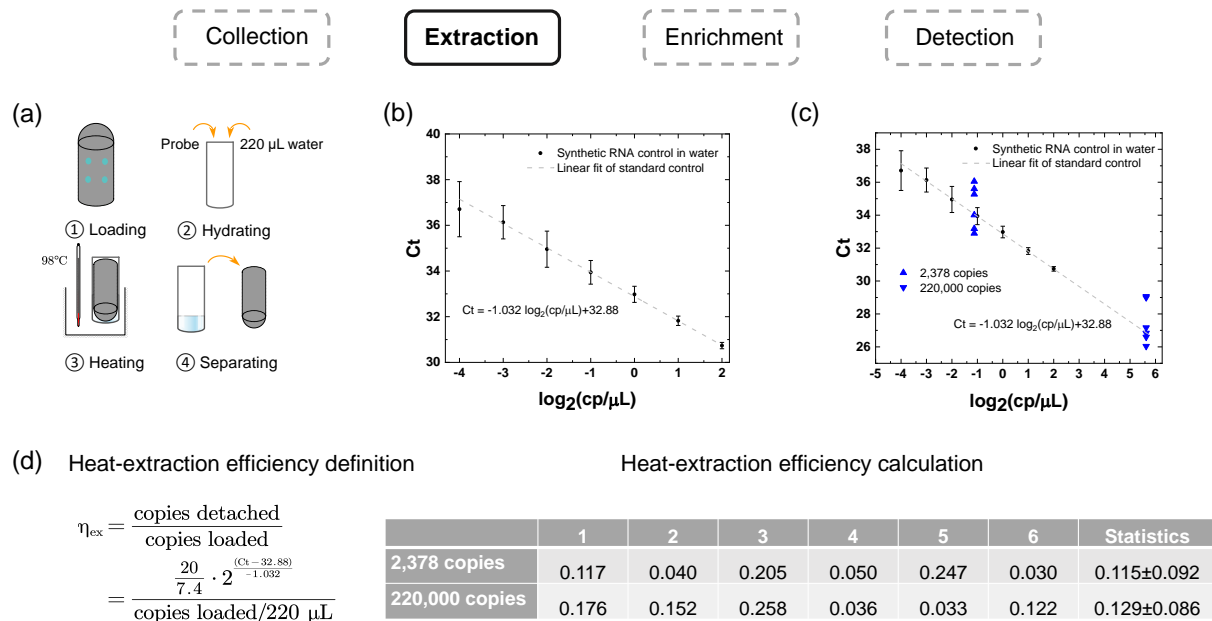 Collection Extraction Enrichment Detection
(a)
Probe 220 μL water
① Loading ② Hydrating
98℃
③ Heating ④ Separating
(b)
40
38
36
34
32
30
Ct
Synthetic RNA control in water
Linear fit of standard control
Ct = -1.032 log₂(cp/μL)+32.88
-4 -3 -2 -1 0 1 2
log₂(cp/μL)
(c)
38
36
34
32
30
28
26
Ct
Synthetic RNA control in water
Linear fit of standard control
2,378 copies
220,000 copies
Ct = -1.032 log₂(cp/μL)+32.88
-5 -4 -3 -2 -1 0 1 2 3 4 5 6
log₂(cp/μL)
(d) Heat-extraction efficiency definition
η_ex = copies detached / copies loaded
= 20/7.4 · 2^((Ct−32.88)/−1.032) / copies loaded/220 μL
Heat-extraction efficiency calculation
1 2 3 4 5 6 Statistics
2,378 copies 0.117 0.040 0.205 0.050 0.247 0.030 0.115±0.092
220,000 copies 0.176 0.152 0.258 0.036 0.033 0.122 0.129±0.086